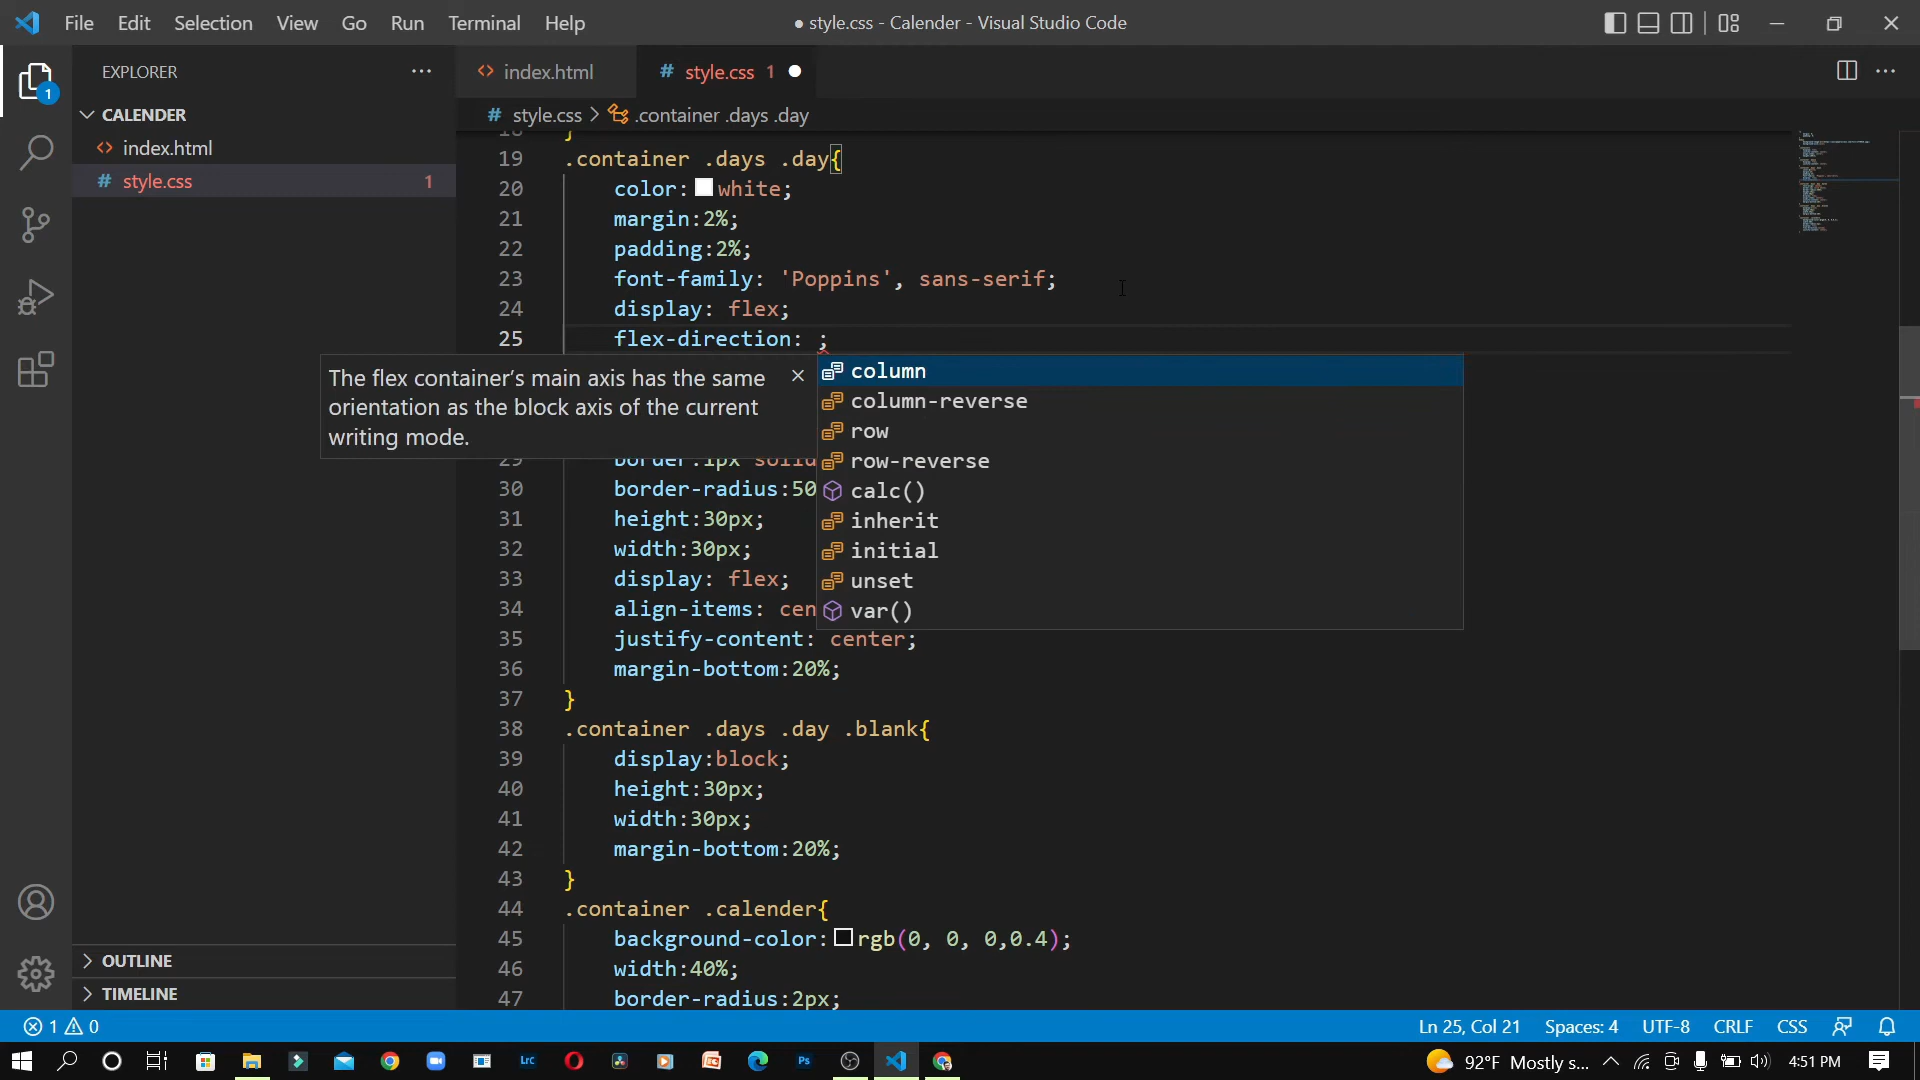 File Edit Selection View Go Run Terminal Help
● style.css - Calender - Visual Studio Code
EXPLORER
CALENDER
index.html
style.css 1
1
OUTLINE
TIMELINE
index.html
style.css 1
style.css > .container .days .day
19 .container .days .day{
20 color: white;
21 margin:2%;
22 padding:2%;
23 font-family: 'Poppins', sans-serif;
24 display: flex;
25 flex-direction: ;
The flex container's main axis has the same
orientation as the block axis of the current
writing mode.
column
column-reverse
row
row-reverse
calc()
inherit
initial
unset
var()
29 border:1px solid
30 border-radius:50
31 height:30px;
32 width:30px;
33 display: flex;
34 align-items: cen
35 justify-content: center;
36 margin-bottom:20%;
37 }
38 .container .days .day .blank{
39 display:block;
40 height:30px;
41 width:30px;
42 margin-bottom:20%;
43 }
44 .container .calender{
45 background-color: rgb(0, 0, 0,0.4);
46 width:40%;
47 border-radius:2px;
1 0
Ln 25, Col 21 Spaces: 4 UTF-8 CRLF CSS
Lrc Ps
92°F Mostly s... 4:51 PM